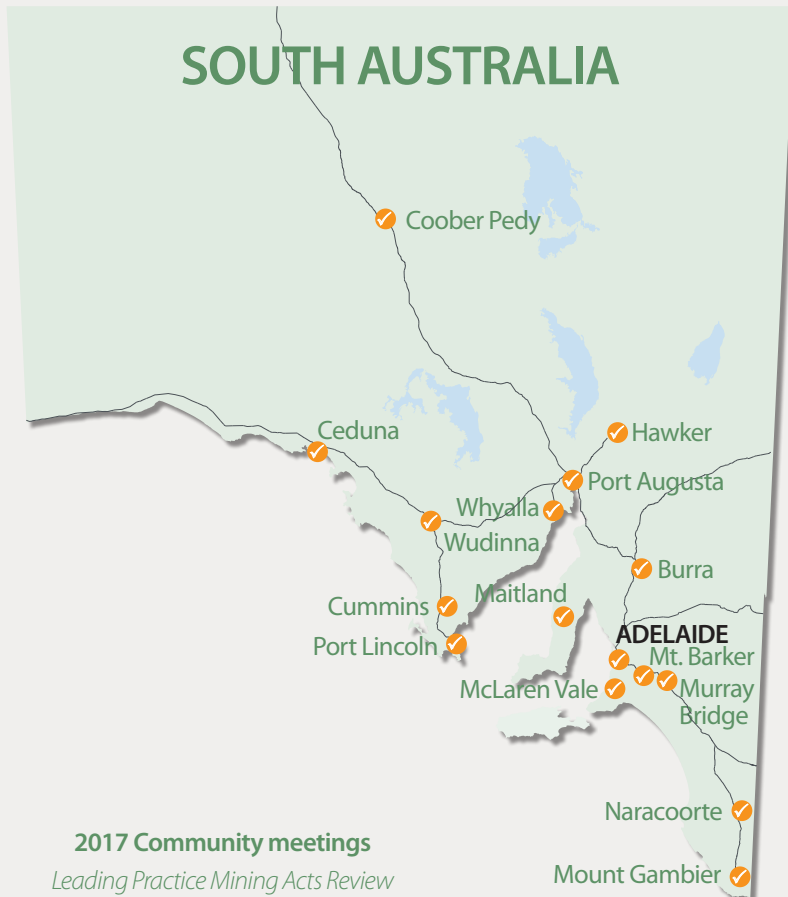 SOUTH AUSTRALIA
Coober Pedy
Ceduna
Hawker
Port Augusta
Whyalla
Wudinna
Burra
Maitland
Cummins
ADELAIDE
Port Lincoln
Mt. Barker
McLaren Vale
Murray
Bridge
Naracoorte
2017 Community meetings
Mount Gambier
Leading Practice Mining Acts Review